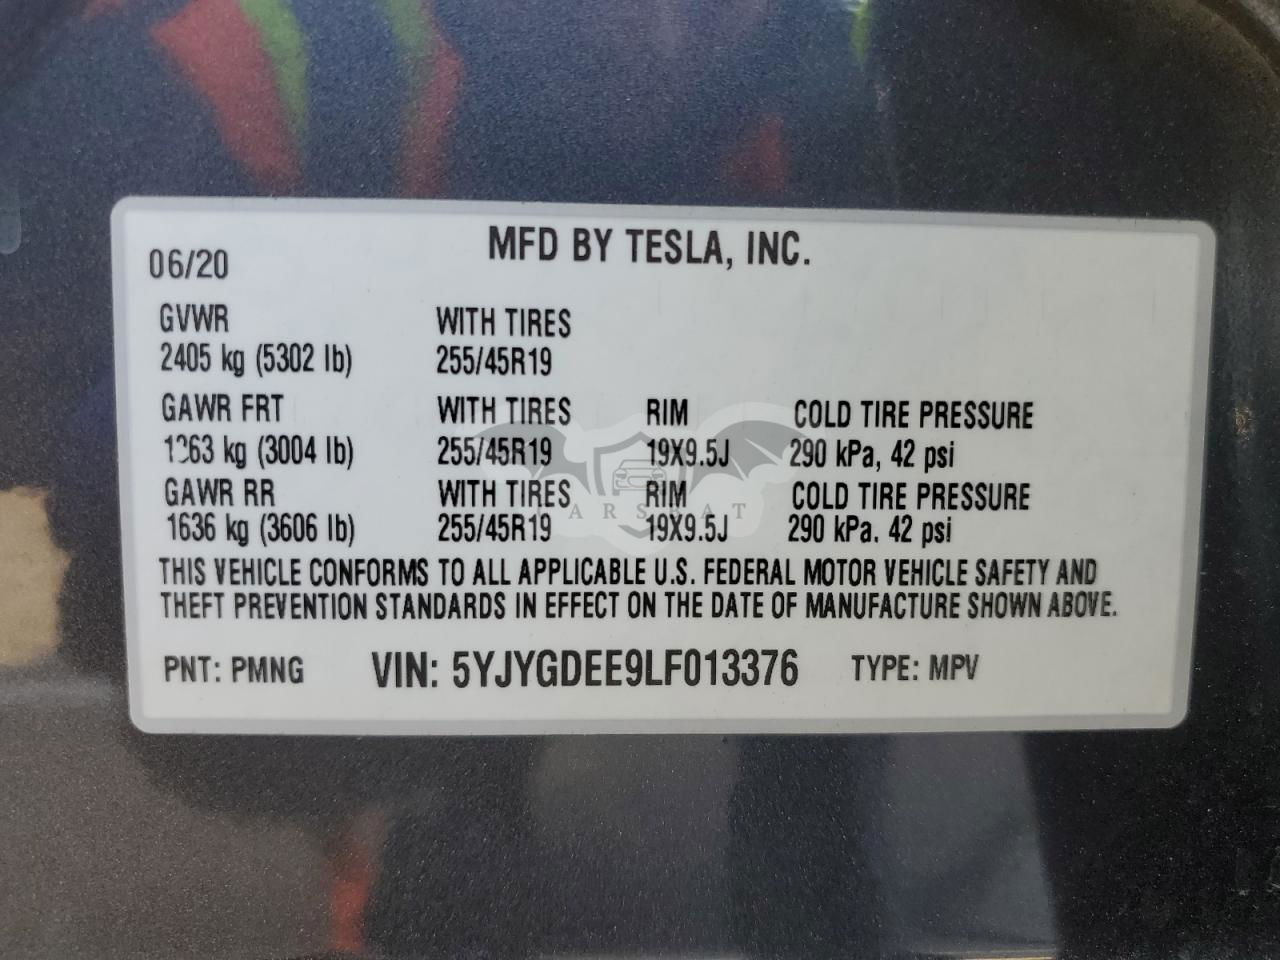 MFD BY TESLA, INC.
06/20
GVWR WITH TIRES
2405 kg (5302 lb) 255/45R19
GAWR FRT WITH TIRES RIM COLD TIRE PRESSURE
1363 kg (3004 lb) 255/45R19 19X9.5J 290 kPa, 42 psi
GAWR RR WITH TIRES RIM COLD TIRE PRESSURE
1636 kg (3606 lb) 255/45R19 19X9.5J 290 kPa. 42 psi
THIS VEHICLE CONFORMS TO ALL APPLICABLE U.S. FEDERAL MOTOR VEHICLE SAFETY AND
THEFT PREVENTION STANDARDS IN EFFECT ON THE DATE OF MANUFACTURE SHOWN ABOVE.
PNT: PMNG VIN: 5YJYGDEE9LF013376 TYPE: MPV
CARSBAT